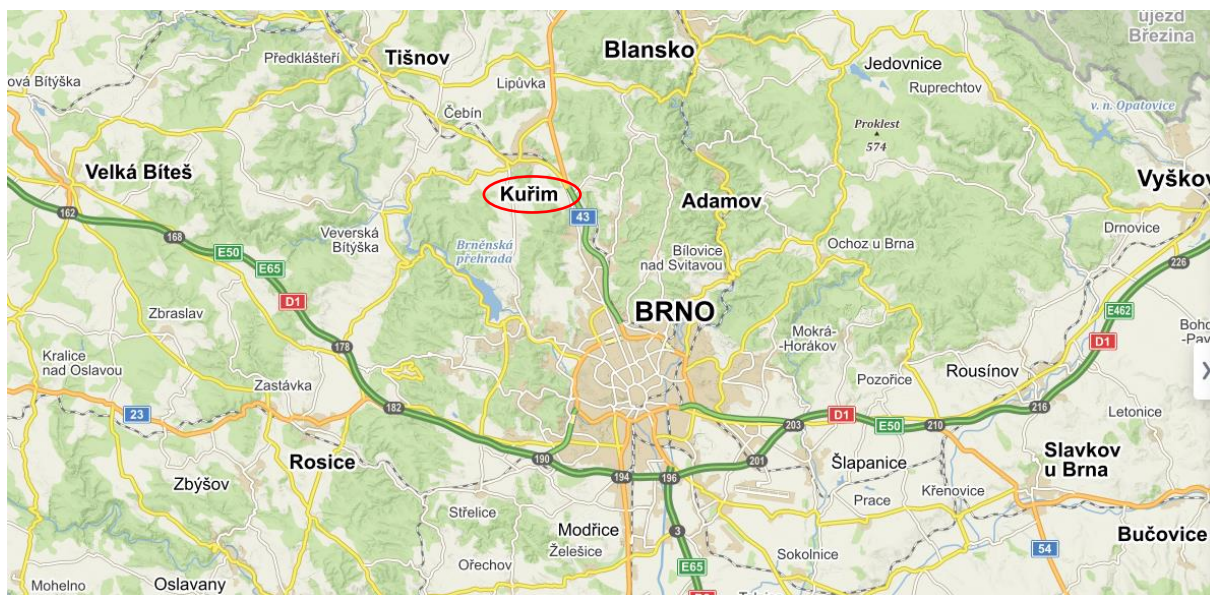 újezd
Březina
Blansko
Předklášteří
Tišnov
Jedovnice
Lipůvka
ová Bítýška
Ruprechtov
Čebín
v. n. Opatovice
Proklest
574
Velká Bíteš
Kuřim
Adamov
Vyškov
162
43
Drnovice
168
Veverská
Bítýška
Brněnská
přehrada
Bílovice
nad Svitavou
Ochoz u Brna
E50
E65
226
D1
BRNO
E462
Zbraslav
Mokrá-
-Horákov
D1
Boho
-Pav
178
Kralice
nad Oslavou
Zastávka
Pozořice
Rousínov
23
182
D1
E50
203
210
216
Letonice
Rosice
190
194
196
201
Šlapanice
Slavkov
u Brna
Zbýšov
Střelice
Prace
Křenovice
Modřice
3
Želešice
Sokolnice
54
Bučovice
Ořechov
E65
Mohelno
Oslavany